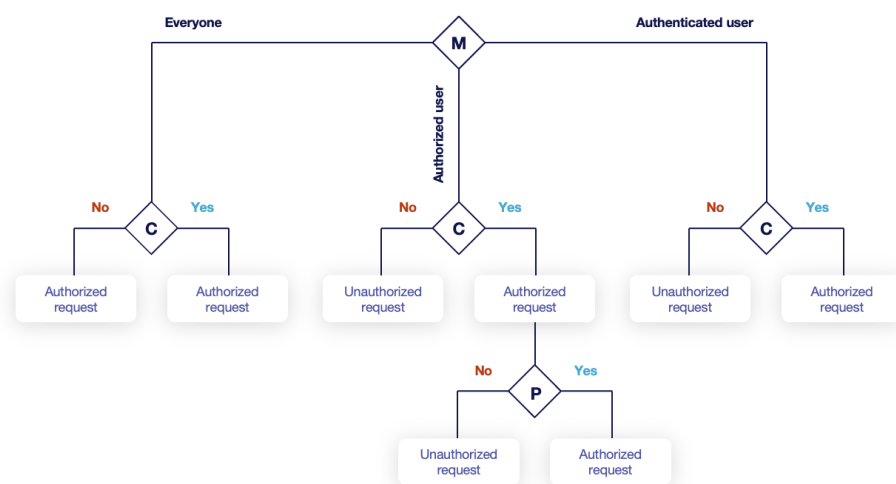 Everyone
M
Authenticated user
Authorized user
No
C
Yes
No
C
Yes
No
C
Yes
Authorized
request
Authorized
request
Unauthorized
request
Authorized
request
Unauthorized
request
Authorized
request
No
P
Yes
Unauthorized
request
Authorized
request